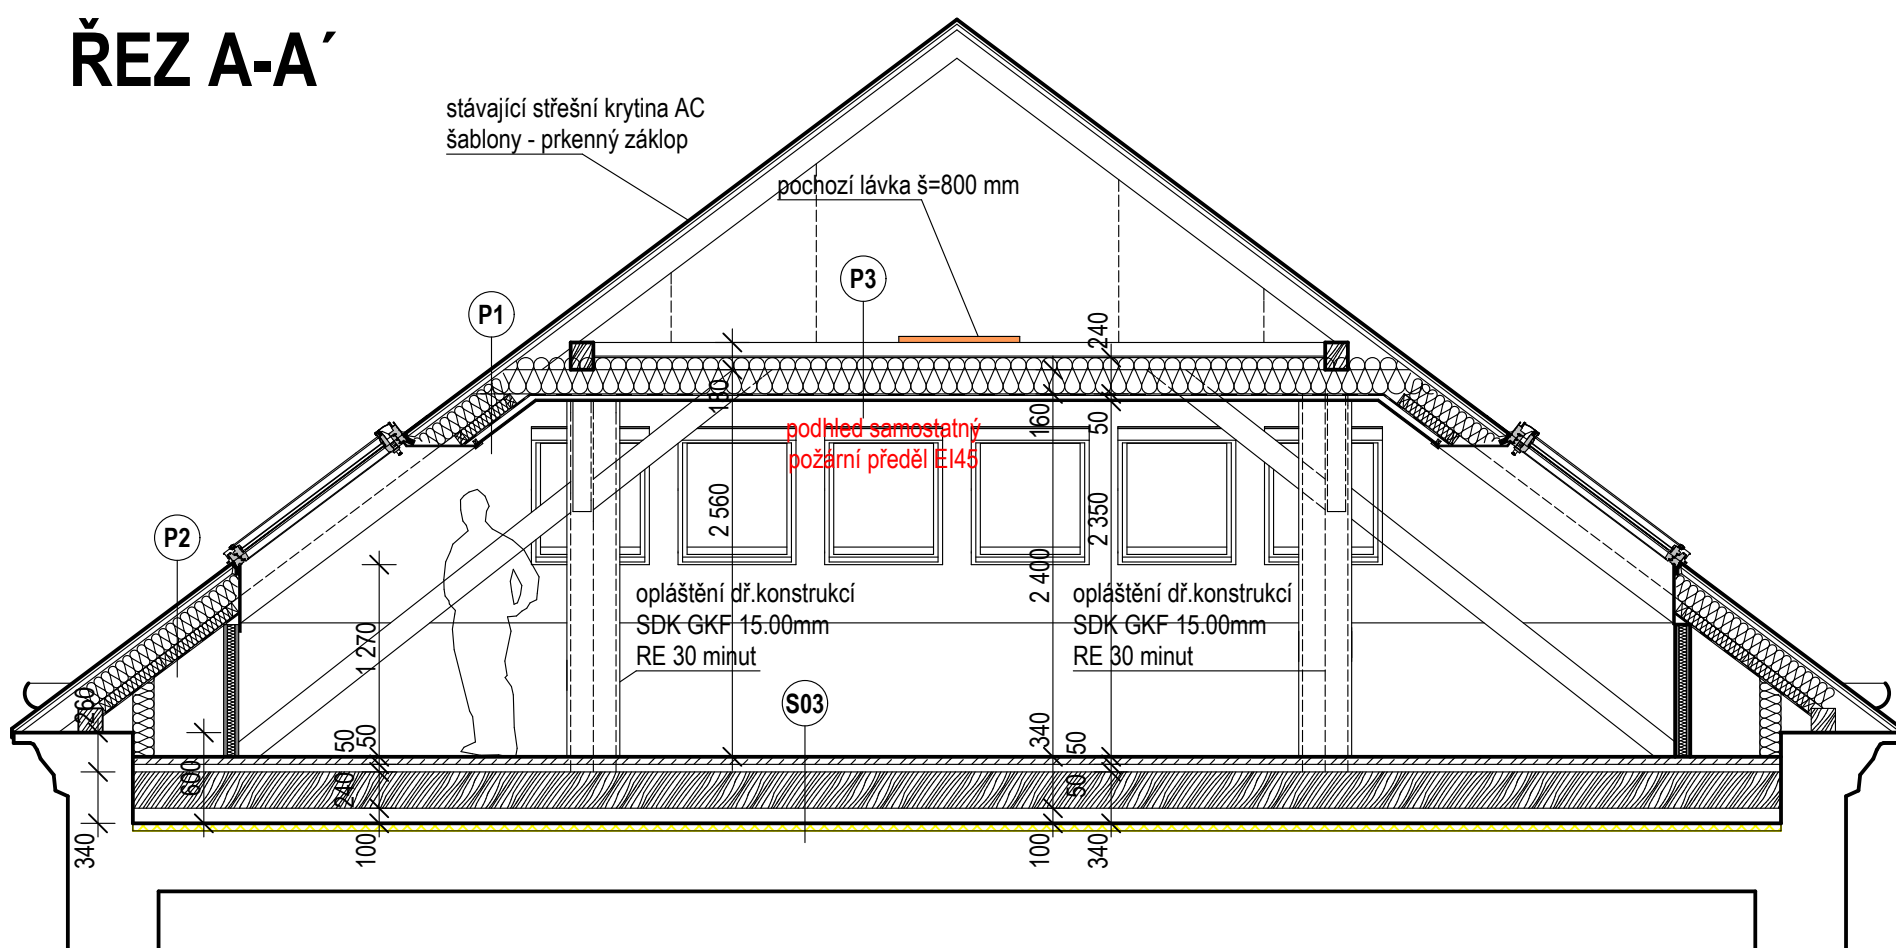 ŘEZ A-A´
stávající střešní krytina AC
šablony - prkenný záklop
pochozí lávka š=800 mm
P3
P1
240
180
160
50
podhled samostatný
požární předěl EI45
2 560
2 350
P2
2 400
opláštění dř.konstrukcí
SDK GKF 15.00mm
RE 30 minut
opláštění dř.konstrukcí
SDK GKF 15.00mm
RE 30 minut
1 270
S03
260
50
50
340
50
600
240
50
340
100
100
340